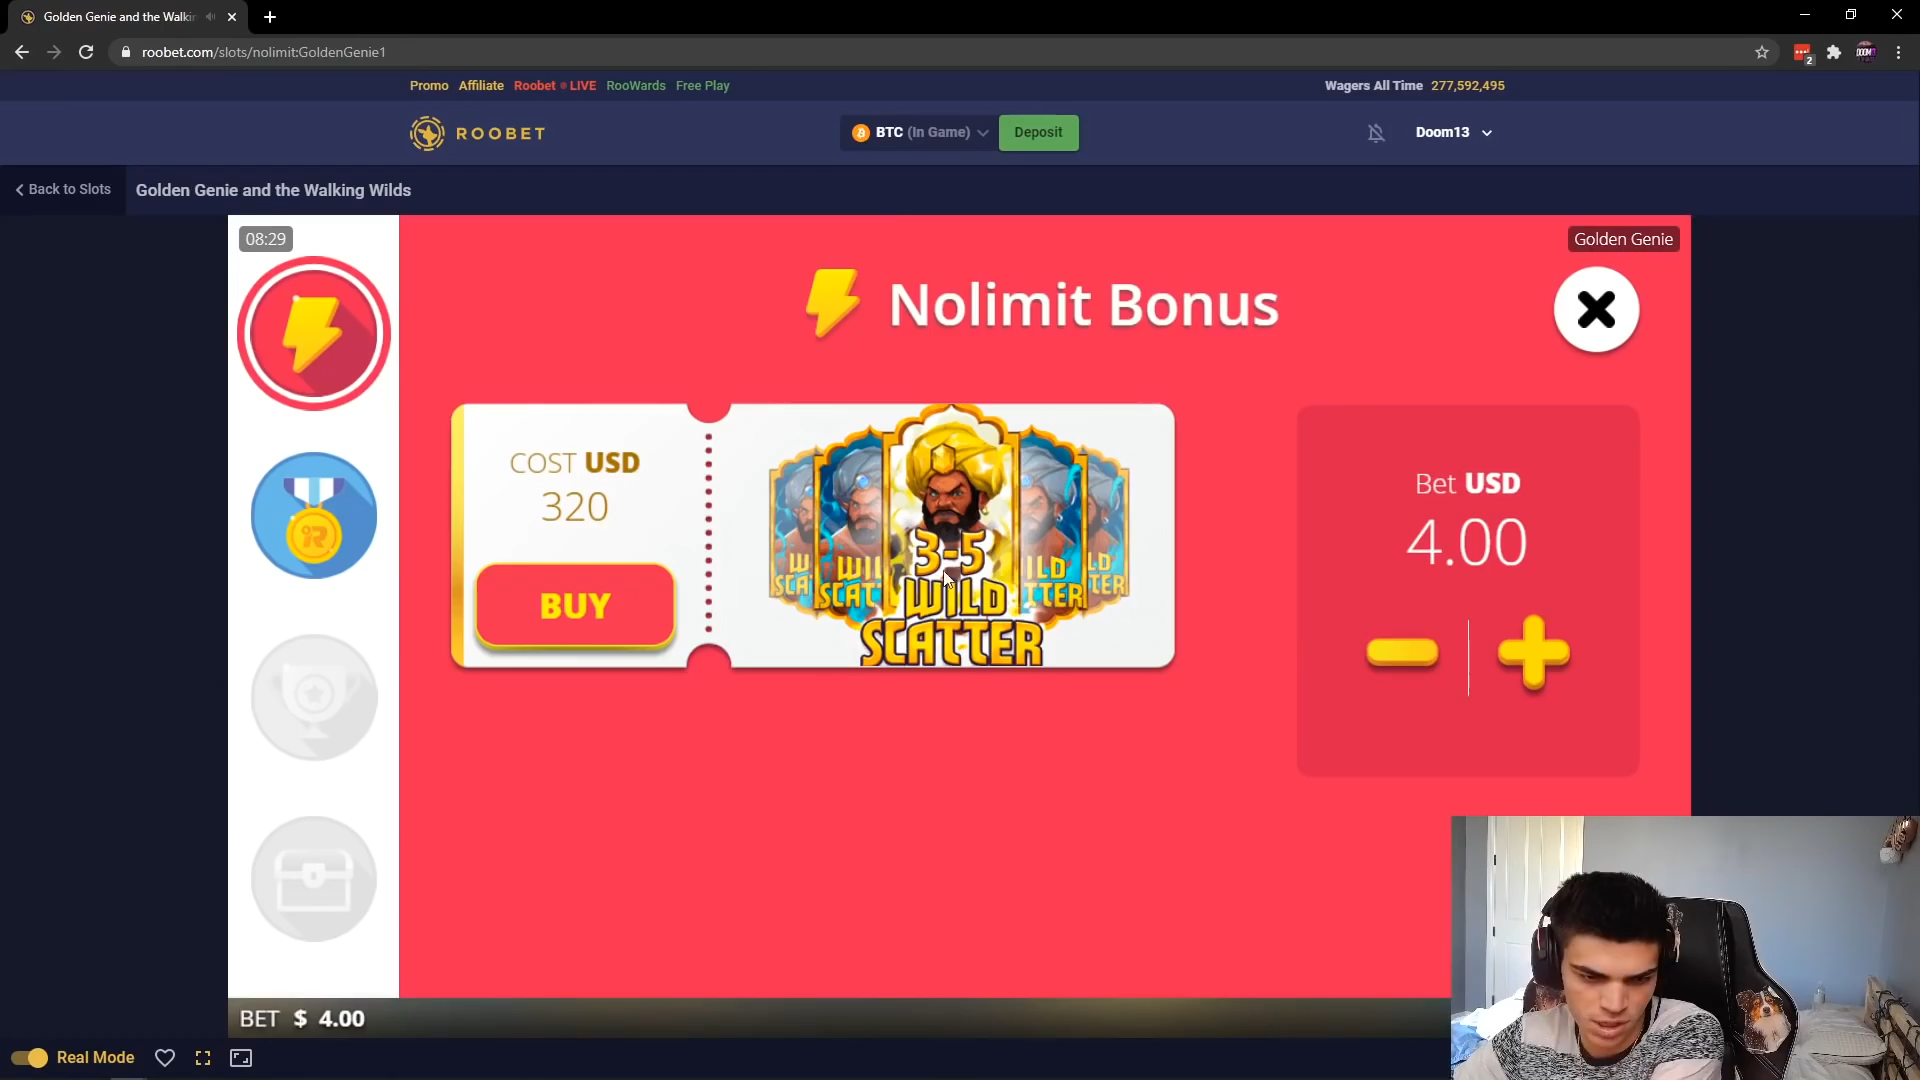 Golden Genie and the Walkin
roobet.com/slots/nolimit:GoldenGenie1
2
Promo Affiliate Roobet LIVE RooWards Free Play
Wagers All Time 277,592,495
ROOBET
BTC (In Game)
Deposit
Doom13
Back to Slots
Golden Genie and the Walking Wilds
08:29
Golden Genie
Nolimit Bonus
COST USD
320
BUY
3-5
WILD
SCATTER
Bet USD
4.00
BET $ 4.00
Real Mode